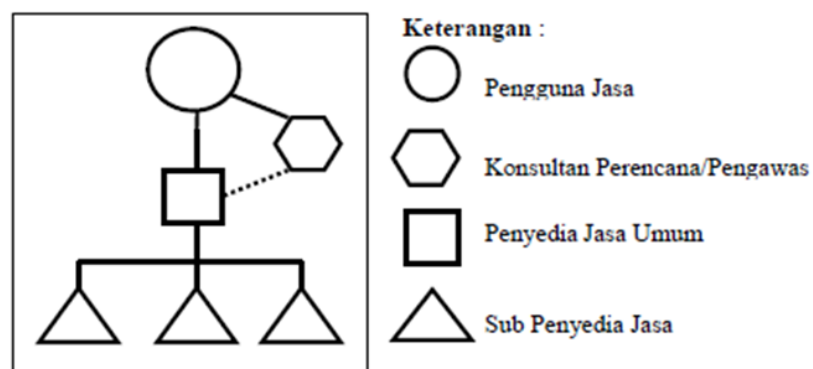 Keterangan :
Pengguna Jasa
Konsultan Perencana/Pengawas
Penyedia Jasa Umum
Sub Penyedia Jasa